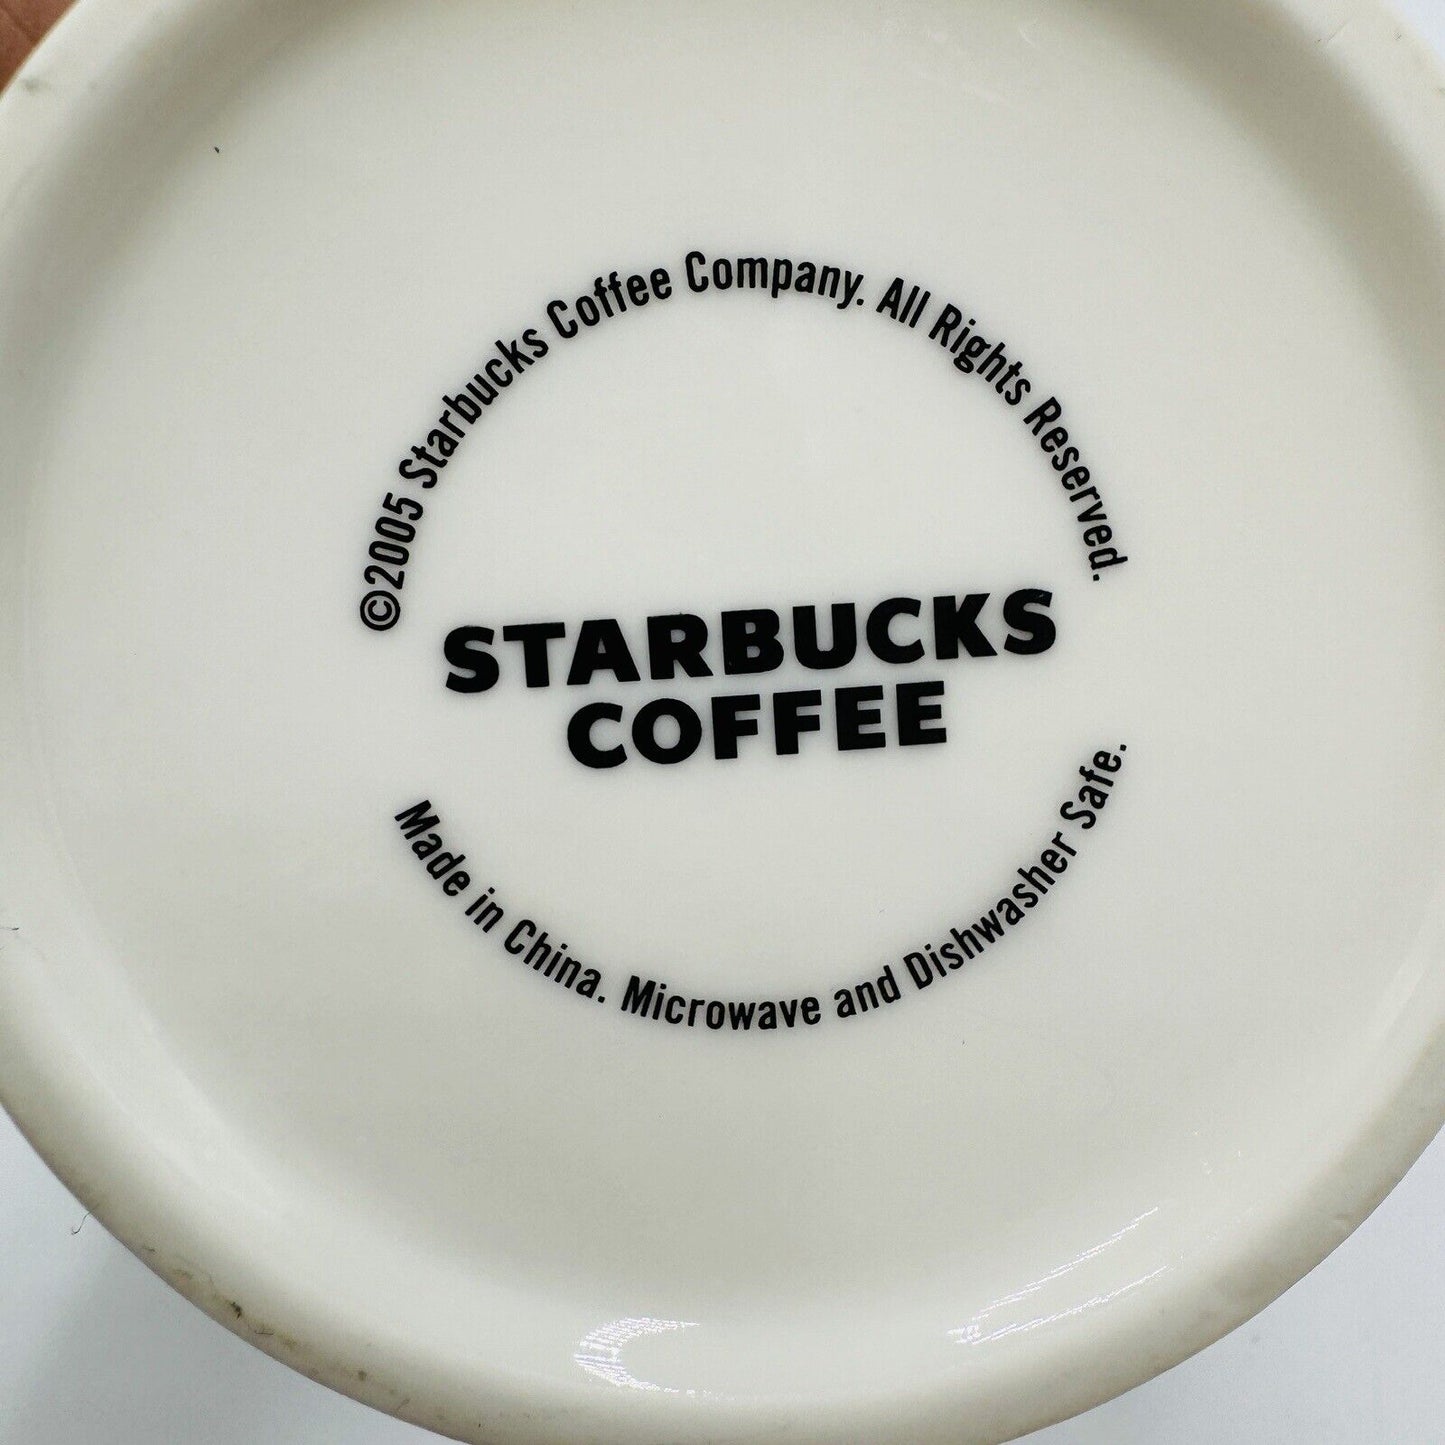 ©2005 Starbucks Coffee Company. All Rights Reserved.
STARBUCKS
COFFEE
Made in China. Microwave and Dishwasher Safe.